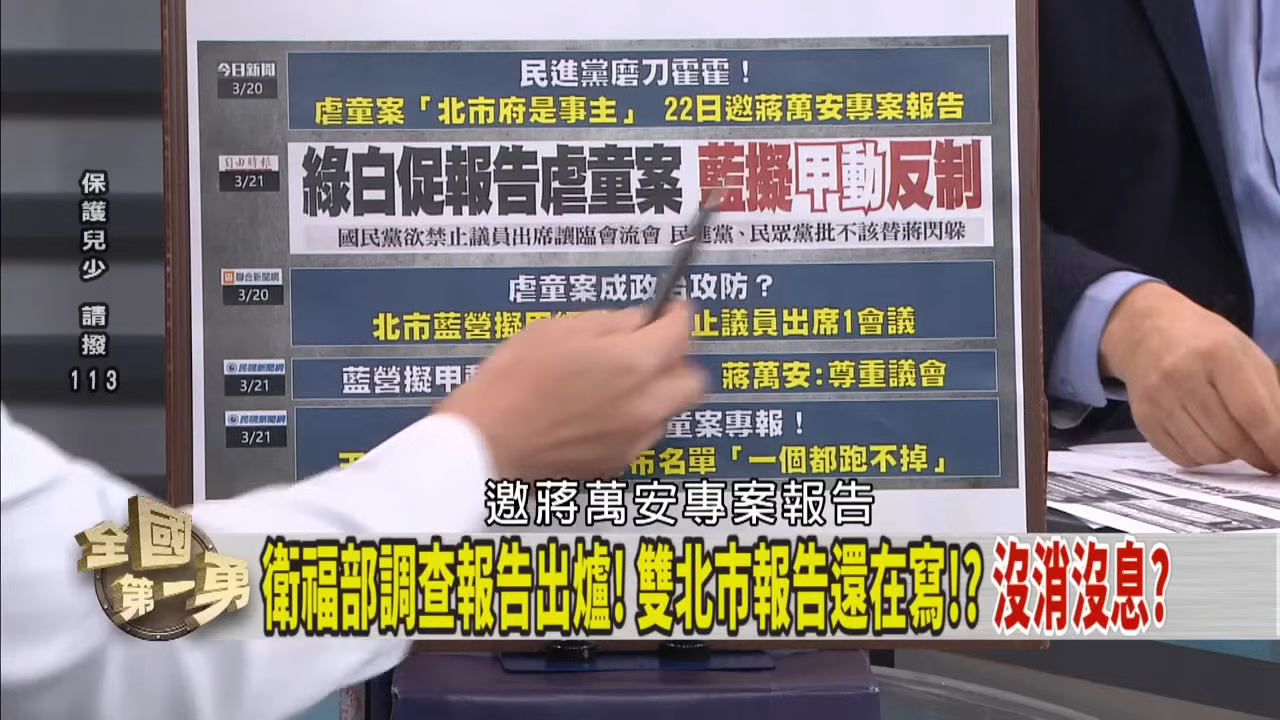 今日新聞
3/20
民進黨磨刀霍霍！
虐童案「北市府是事主」 22日邀蔣萬安專案報告
自由時報
3/21
綠白促報告虐童案 藍擬甲動反制
國民黨欲禁止議員出席讓臨會流會 民進黨、民眾黨批不該替蔣閃躲
聯合新聞網
3/20
虐童案成政治攻防？
北市藍營擬甲 止議員出席1會議
民視新聞網
3/21
藍營擬甲動 蔣萬安:尊重議會
民視新聞網
3/21
童案專報！
市名單「一個都跑不掉」
保護兒少 請撥
113
邀蔣萬安專案報告
全國第一勇
衛福部調查報告出爐! 雙北市報告還在寫!? 沒消沒息?